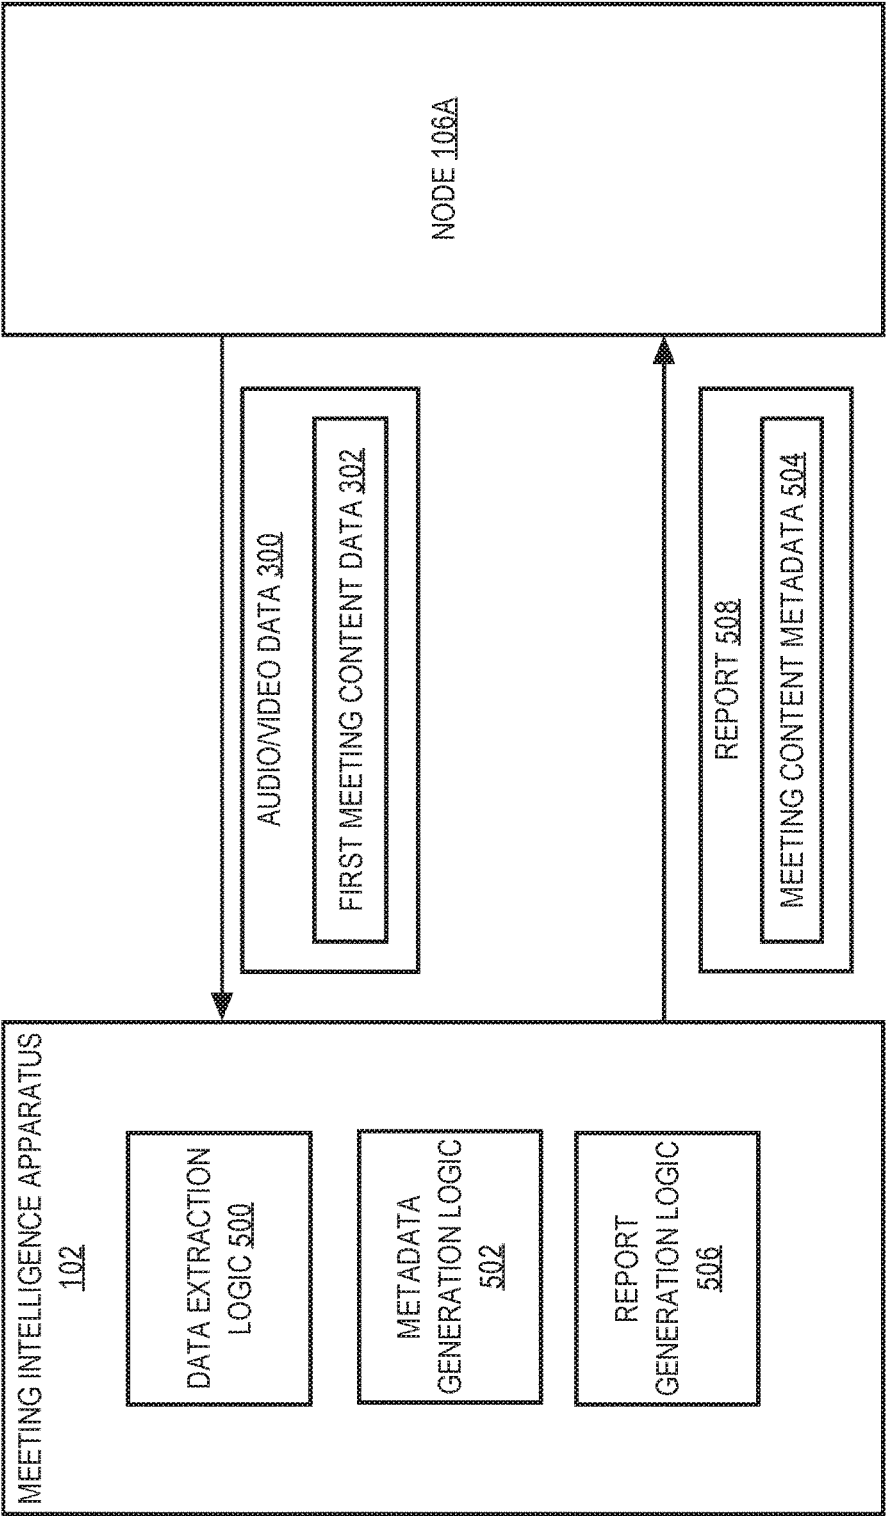 MEETING INTELLIGENCE APPARATUS
102
DATA EXTRACTION
LOGIC 500
METADATA
GENERATION LOGIC
502
REPORT
GENERATION LOGIC
506
AUDIO/VIDEO DATA 300
FIRST MEETING CONTENT DATA 302
REPORT 508
MEETING CONTENT METADATA 504
NODE 106A